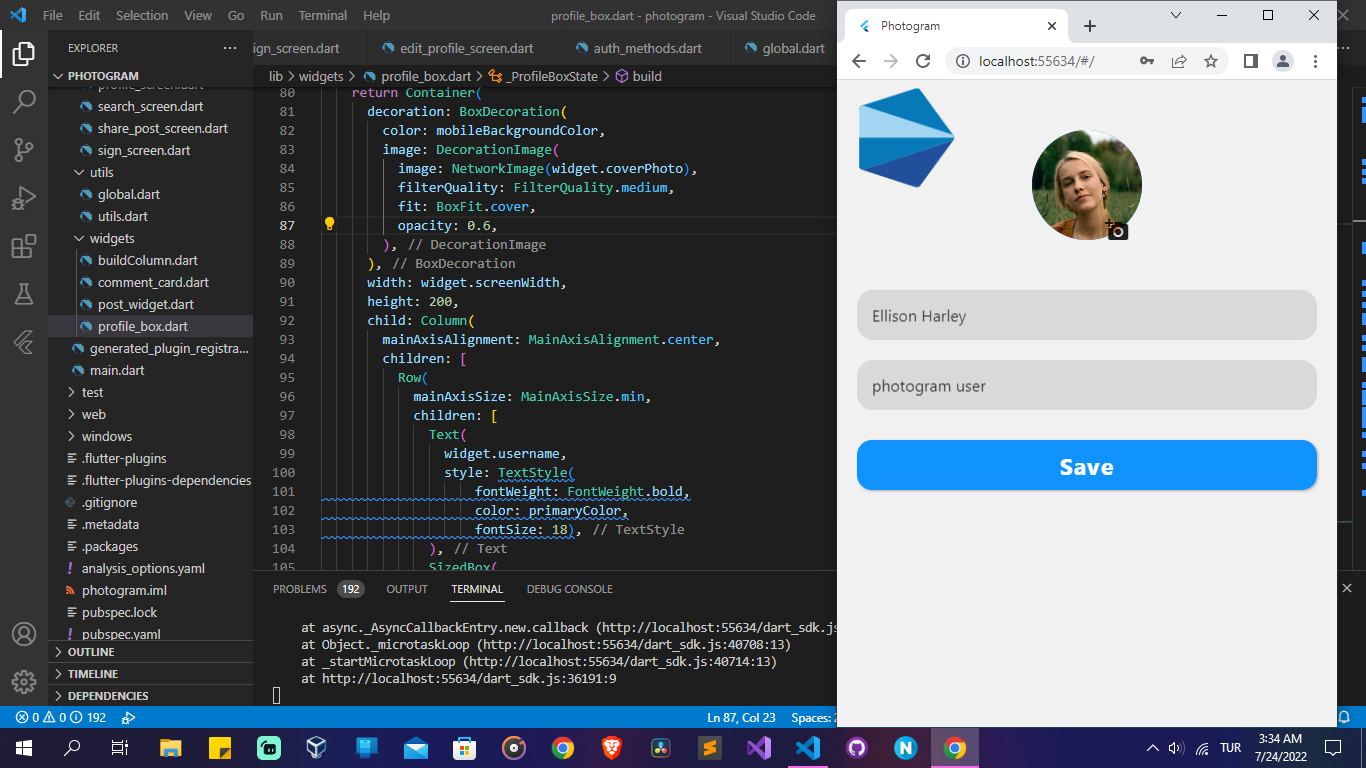 File Edit Selection View Go Run Terminal Help
profile_box.dart - photogram - Visual Studio Code
EXPLORER
PHOTOGRAM
profile_screen.dart
search_screen.dart
share_post_screen.dart
sign_screen.dart
utils
global.dart
utils.dart
widgets
buildColumn.dart
comment_card.dart
post_widget.dart
profile_box.dart
generated_plugin_registra...
main.dart
test
web
windows
.flutter-plugins
.flutter-plugins-dependencies
.gitignore
.metadata
.packages
analysis_options.yaml
photogram.iml
pubspec.lock
pubspec.yaml
OUTLINE
TIMELINE
DEPENDENCIES
ign_screen.dart edit_profile_screen.dart auth_methods.dart global.dart
lib > widgets > profile_box.dart > _ProfileBoxState > build
80 return Container(
81 decoration: BoxDecoration(
82 color: mobileBackgroundColor,
83 image: DecorationImage(
84 image: NetworkImage(widget.coverPhoto),
85 filterQuality: FilterQuality.medium,
86 fit: BoxFit.cover,
87 opacity: 0.6,
88 ), // DecorationImage
89 ), // BoxDecoration
90 width: widget.screenWidth,
91 height: 200,
92 child: Column(
93 mainAxisAlignment: MainAxisAlignment.center,
94 children: [
95 Row(
96 mainAxisSize: MainAxisSize.min,
97 children: [
98 Text(
99 widget.username,
100 style: TextStyle(
101 fontWeight: FontWeight.bold,
102 color: primaryColor,
103 fontSize: 18), // TextStyle
104 ), // Text
105 SizedBox(
PROBLEMS 192 OUTPUT TERMINAL DEBUG CONSOLE
at async._AsyncCallbackEntry.new.callback (http://localhost:55634/dart_sdk.js
at Object._microtaskLoop (http://localhost:55634/dart_sdk.js:40708:13)
at _startMicrotaskLoop (http://localhost:55634/dart_sdk.js:40714:13)
at http://localhost:55634/dart_sdk.js:36191:9
0 0 192
Ln 87, Col 23 Spaces: 2
Photogram
localhost:55634/#/
Ellison Harley
photogram user
Save
TUR
3:34 AM
7/24/2022